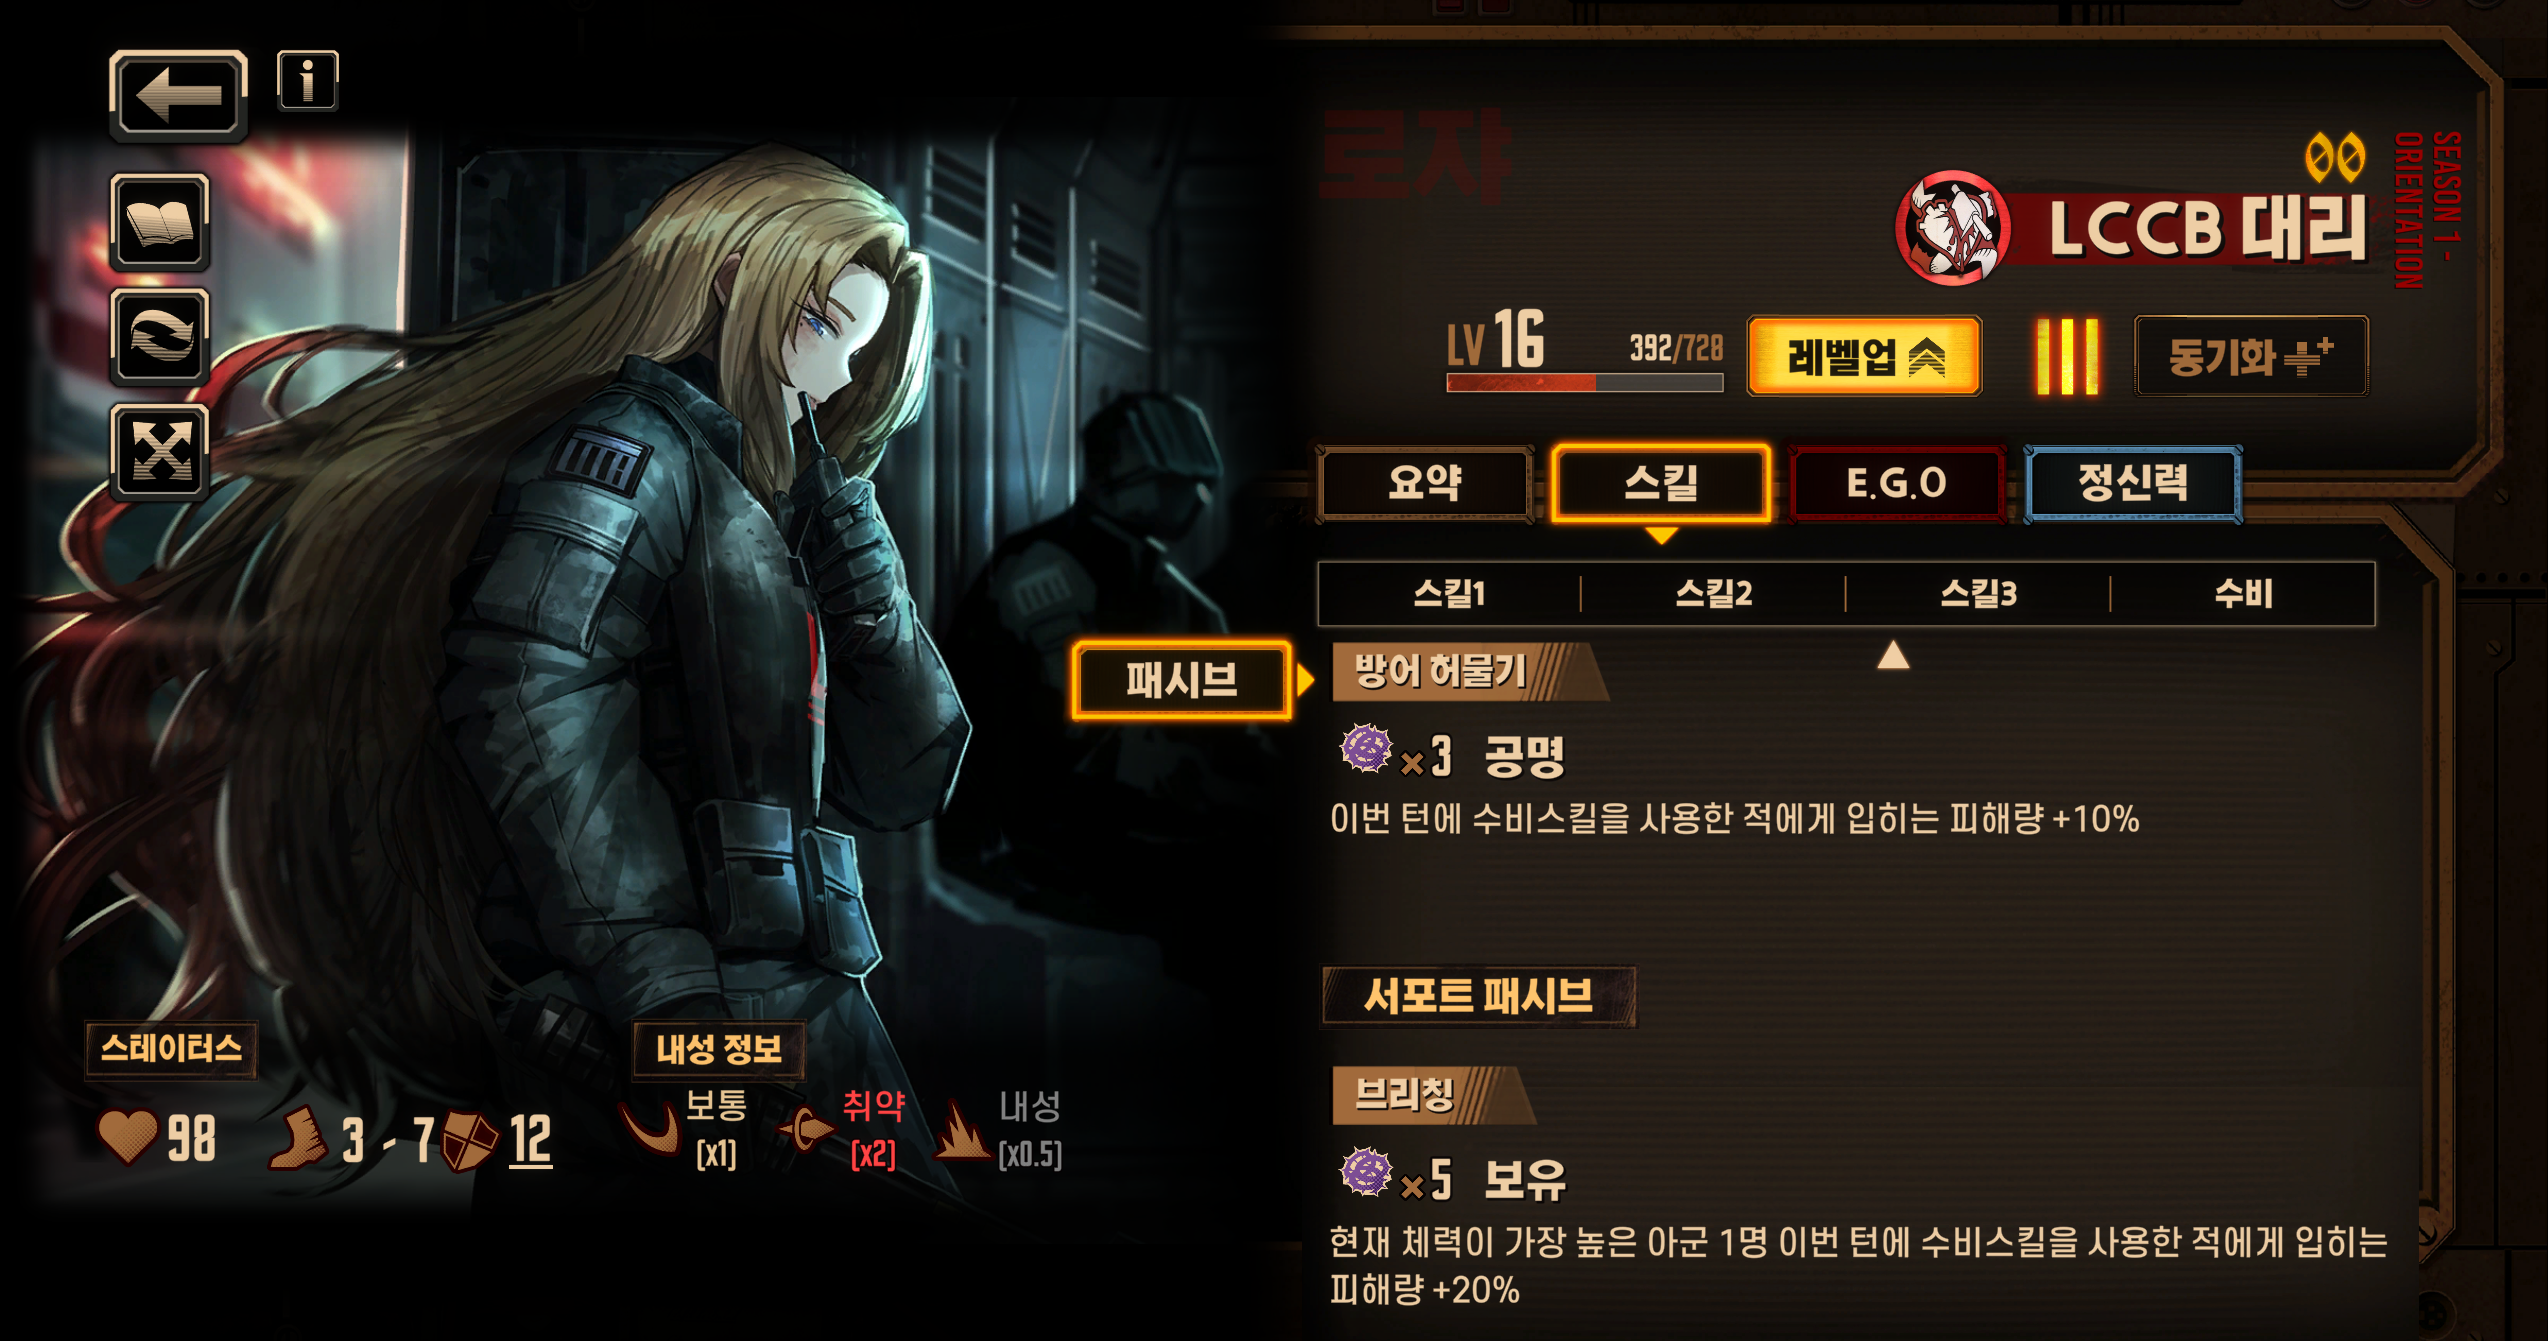 로쟈
SEASON 1 -
ORIENTATION
LCCB 대리
LV 16
392/728
레벨업
동기화
요약
스킬
E.G.O
정신력
스킬1
스킬2
스킬3
수비
패시브
방어 허물기
×3 공명
이번 턴에 수비스킬을 사용한 적에게 입히는 피해량 +10%
서포트 패시브
브리칭
×5 보유
현재 체력이 가장 높은 아군 1명 이번 턴에 수비스킬을 사용한 적에게 입히는
피해량 +20%
스테이터스
98
3 - 7
12
내성 정보
보통
[x1]
취약
[x2]
내성
[x0.5]